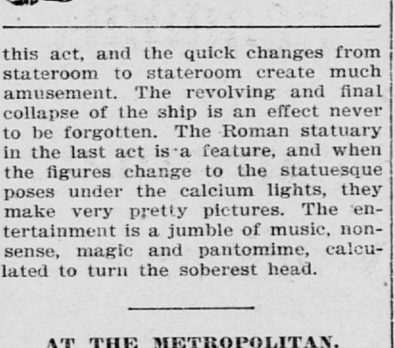 this act, and the quick changes from
stateroom to stateroom create much
amusement. The revolving and final
collapse of the ship is an effect never
to be forgotten. The Roman statuary
in the last act is a feature, and when
the figures change to the statuesque
poses under the calcium lights, they
make very pretty pictures. The en-
tertainment is a jumble of music, non-
sense, magic and pantomime, calcu-
lated to turn the soberest head.
AT THE METROPOLITAN.